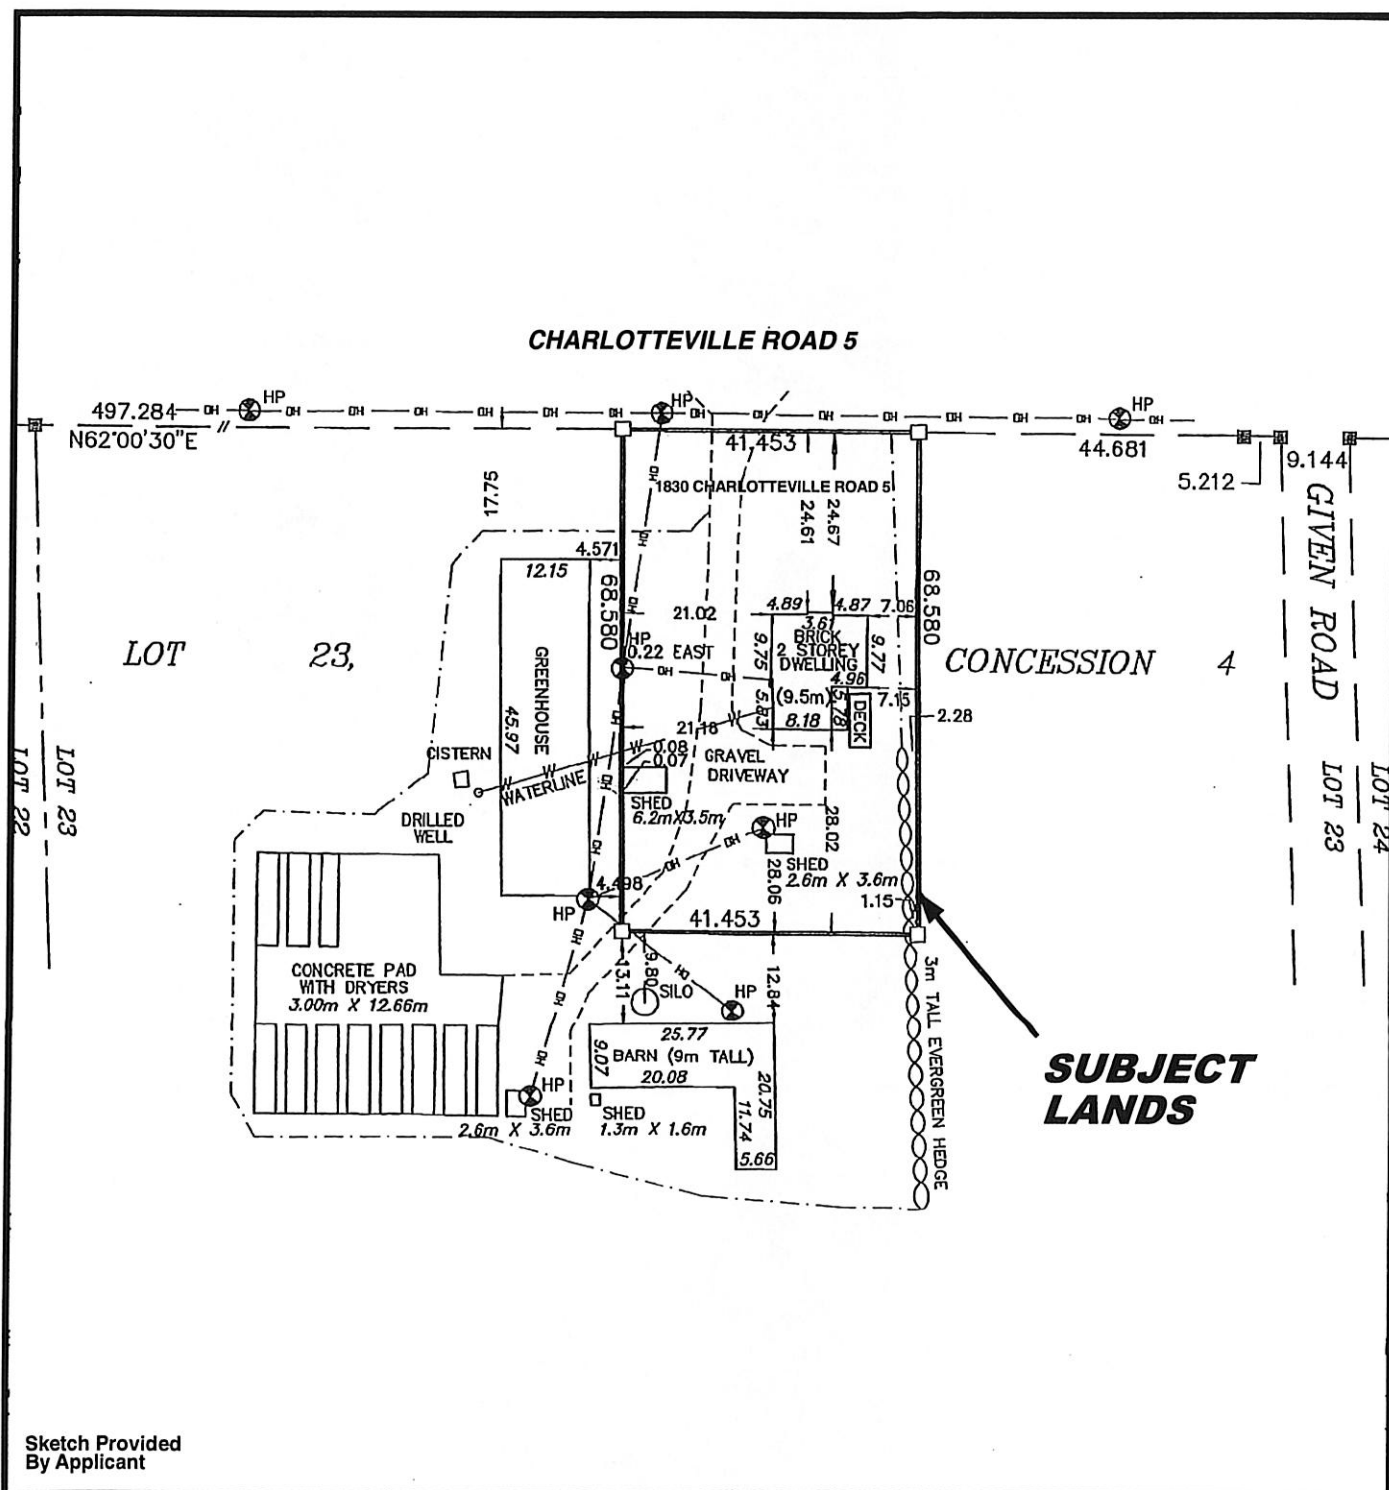 CHARLOTTEVILLE ROAD 5
HP
HP
HP
497.284
N62°00'30"E
41.453
44.681
5.212
9.144
GIVEN ROAD
17.75
1830 CHARLOTTEVILLE ROAD 5
24.61
24.67
4.571
12.15
68.580
68.580
21.02
4.89
4.87
7.06
3.61
LOT 23,
CONCESSION 4
HP
0.22 EAST
BRICK
2 STOREY
DWELLING
(9.5m)
9.75
9.77
4.96
7.15
5.83
5.78
8.18
DECK
2.28
GREENHOUSE
45.97
21.18
0.08
0.07
GRAVEL
DRIVEWAY
CISTERN
WATERLINE
DRILLED
WELL
SHED
6.2mX3.5m
HP
SHED
2.6m X 3.6m
28.02
28.06
1.15
LOT 22
LOT 23
LOT 23
LOT 24
4.498
HP
41.453
CONCRETE PAD
WITH DRYERS
3.00m X 12.66m
13.11
9.80
SILO
HP
12.84
3m TALL EVERGREEN HEDGE
25.77
BARN (9m TALL)
9.07
20.08
20.75
11.74
5.66
HP
SHED
2.6m X 3.6m
SHED
1.3m X 1.6m
SUBJECT
LANDS
Sketch Provided
By Applicant